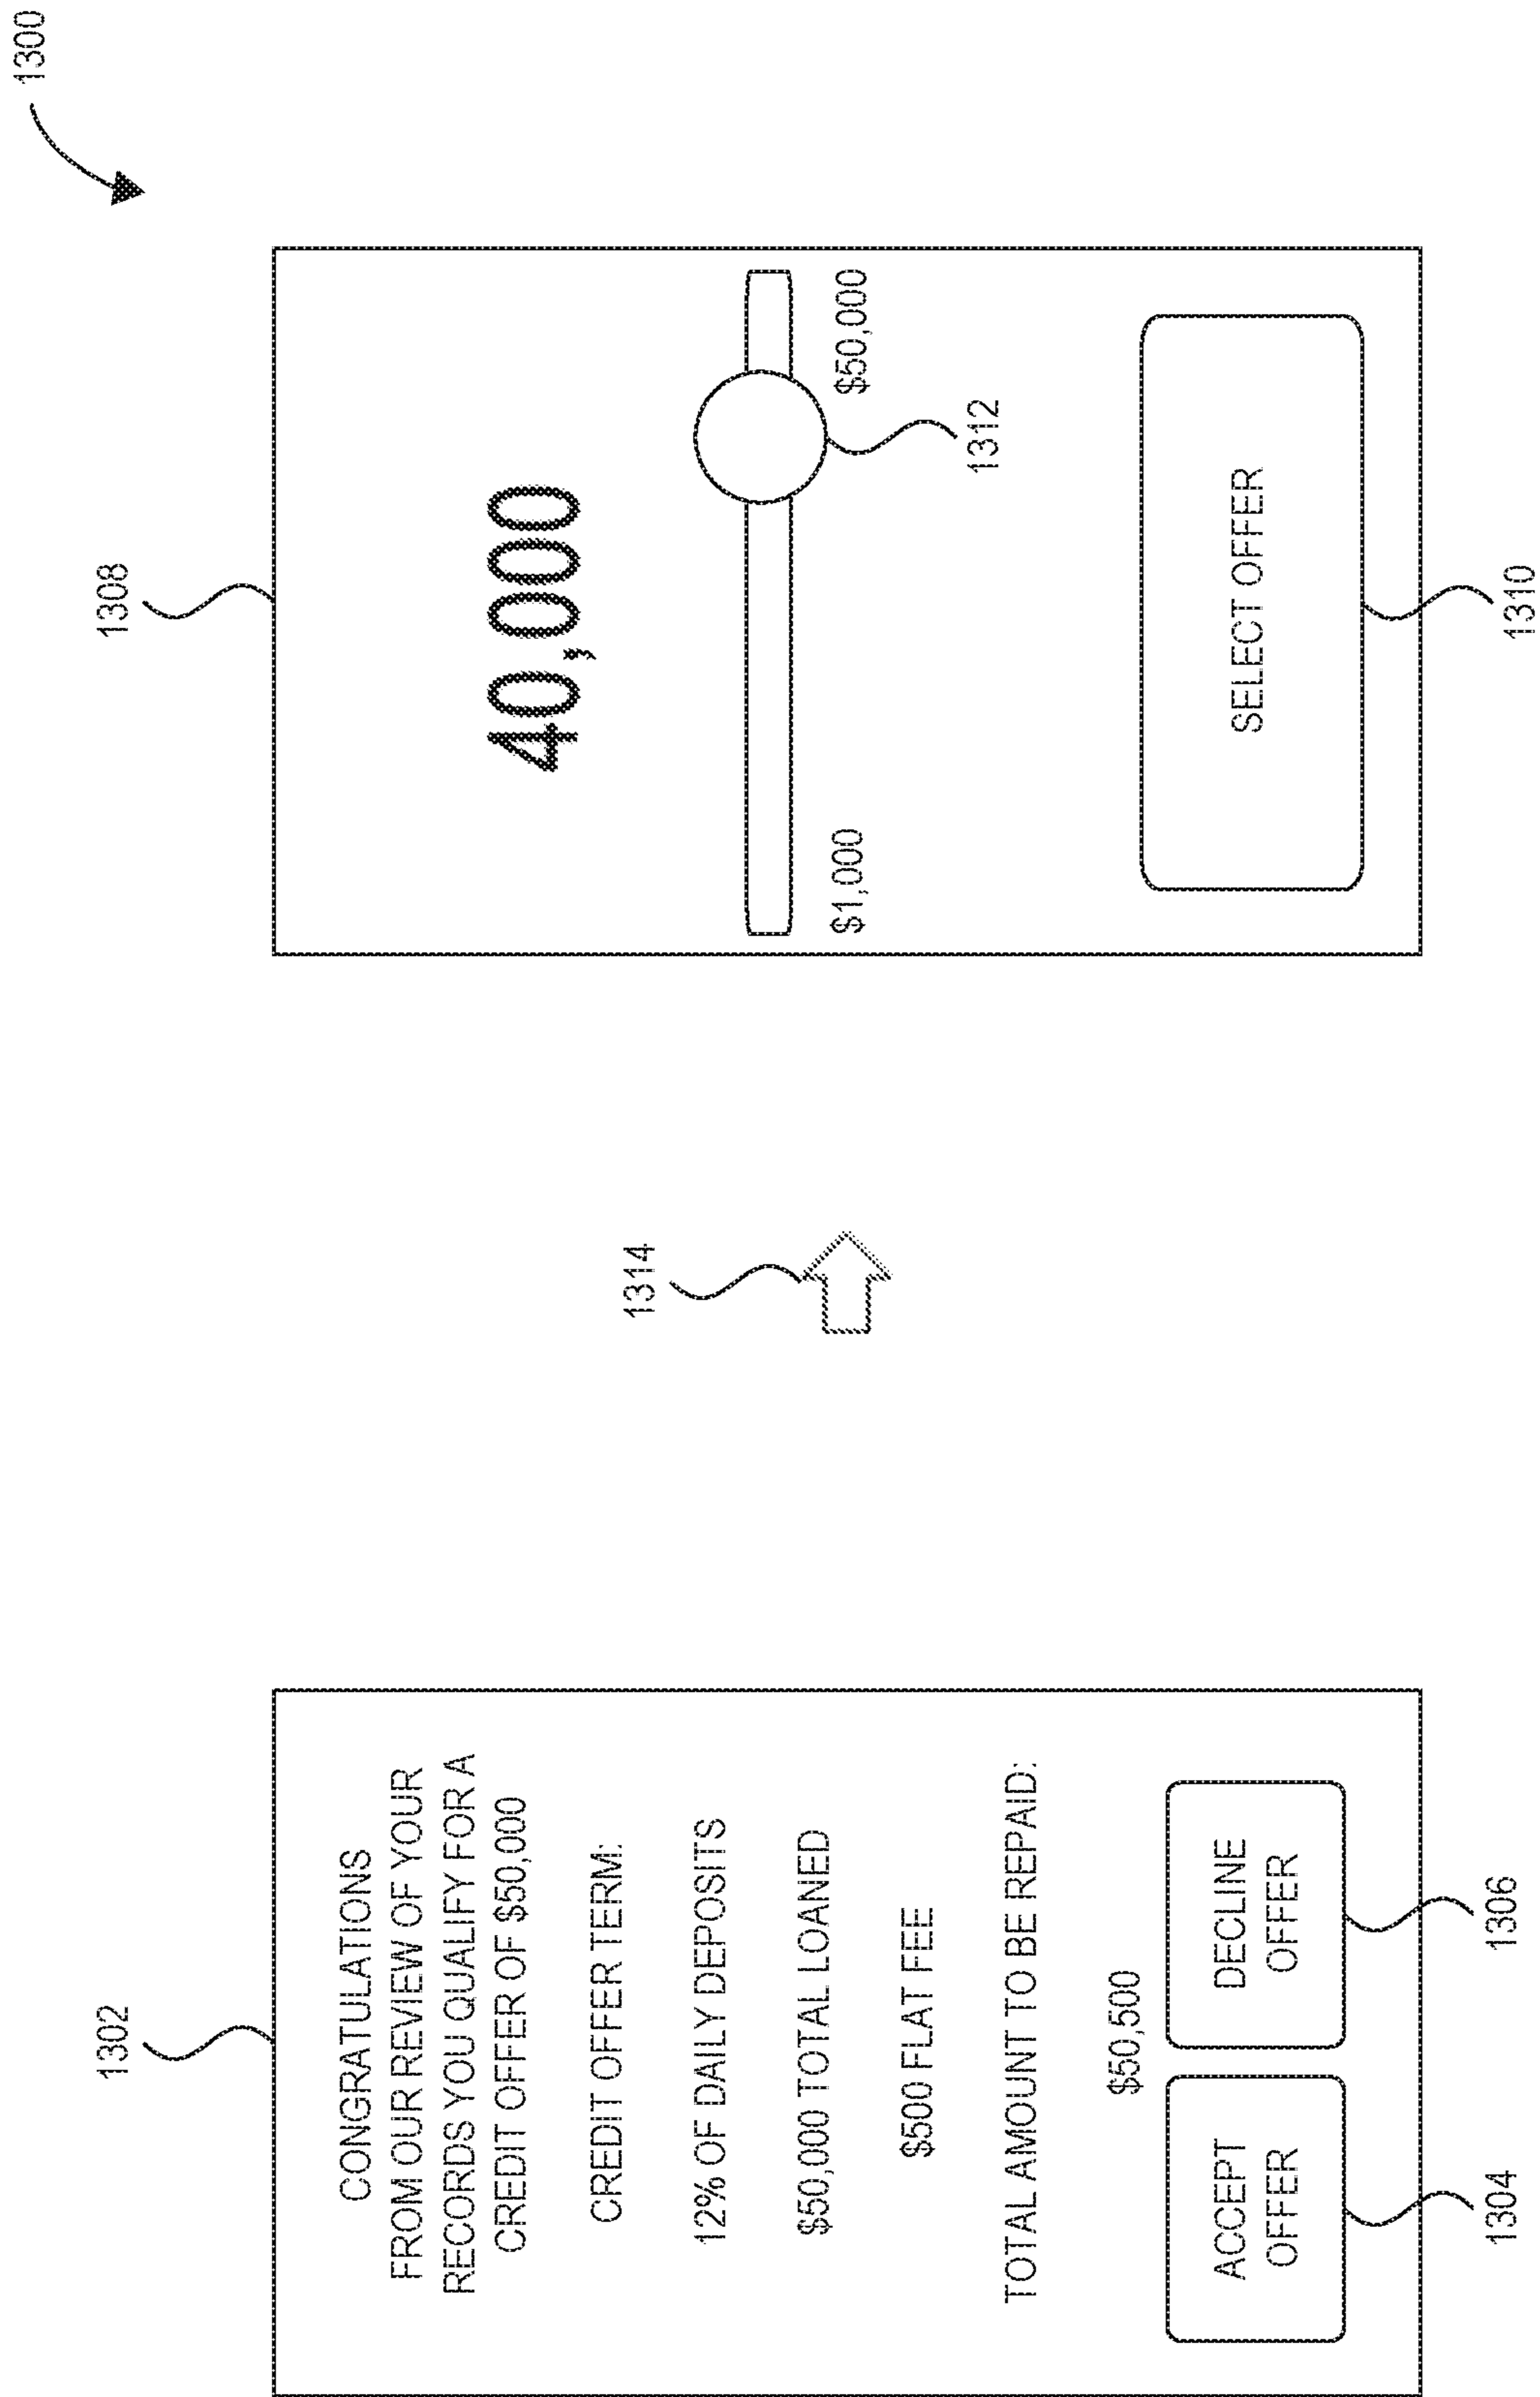 1300
1302
CONGRATULATIONS
FROM OUR REVIEW OF YOUR
RECORDS YOU QUALIFY FOR A
CREDIT OFFER OF $50,000
CREDIT OFFER TERM:
12% OF DAILY DEPOSITS
$50,000 TOTAL LOANED
$500 FLAT FEE
TOTAL AMOUNT TO BE REPAID:
$50,500
ACCEPT
OFFER
DECLINE
OFFER
1304
1306
1314
1308
40,000
$1,000
$50,000
1312
SELECT OFFER
1310